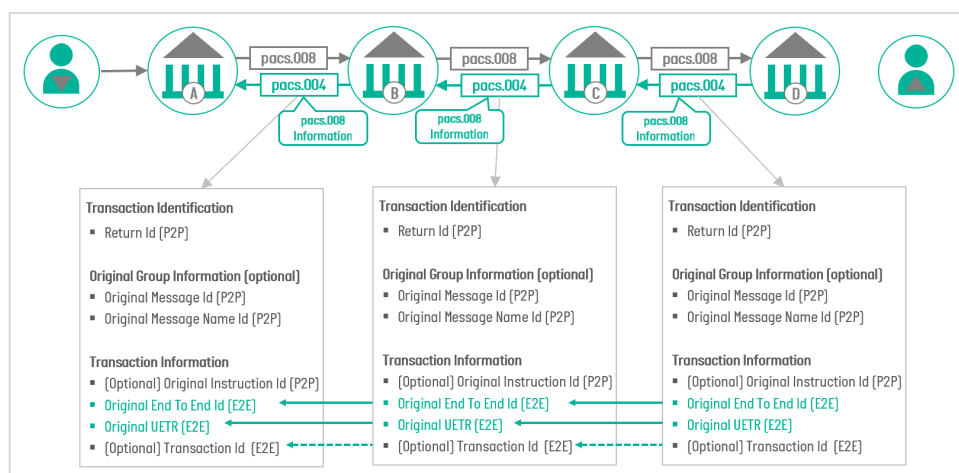 pacs.008
pacs.008
pacs.008
A
pacs.004
B
pacs.004
C
pacs.004
D
pacs.008
Information
pacs.008
Information
pacs.008
Information
Transaction Identification
▪ Return Id (P2P)
Original Group Information (optional)
▪ Original Message Id (P2P)
▪ Original Message Name Id (P2P)
Transaction Information
▪ (Optional) Original Instruction Id (P2P)
▪ Original End To End Id (E2E)
▪ Original UETR (E2E)
▪ (Optional) Transaction Id (E2E)
Transaction Identification
▪ Return Id (P2P)
Original Group Information (optional)
▪ Original Message Id (P2P)
▪ Original Message Name Id (P2P)
Transaction Information
▪ (Optional) Original Instruction Id (P2P)
▪ Original End To End Id (E2E)
▪ Original UETR (E2E)
▪ (Optional) Transaction Id (E2E)
Transaction Identification
▪ Return Id (P2P)
Original Group Information (optional)
▪ Original Message Id (P2P)
▪ Original Message Name Id (P2P)
Transaction Information
▪ (Optional) Original Instruction Id (P2P)
▪ Original End To End Id (E2E)
▪ Original UETR (E2E)
▪ (Optional) Transaction Id (E2E)